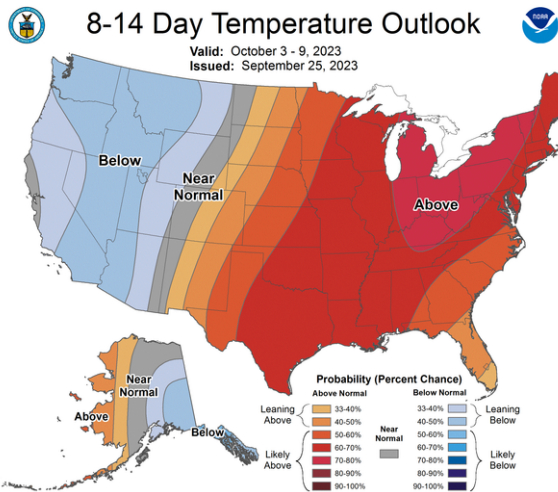 8-14 Day Temperature Outlook
NOAA
Valid: October 3 - 9, 2023
Issued: September 25, 2023
Below
Near
Normal
Above
Near
Normal
Above
Below
Probability (Percent Chance)
Above Normal
Below Normal
Leaning
Above
33-40%
40-50%
Likely
Above
50-60%
60-70%
70-80%
80-90%
90-100%
Near
Normal
33-40%
40-50%
Leaning
Below
50-60%
60-70%
70-80%
80-90%
90-100%
Likely
Below